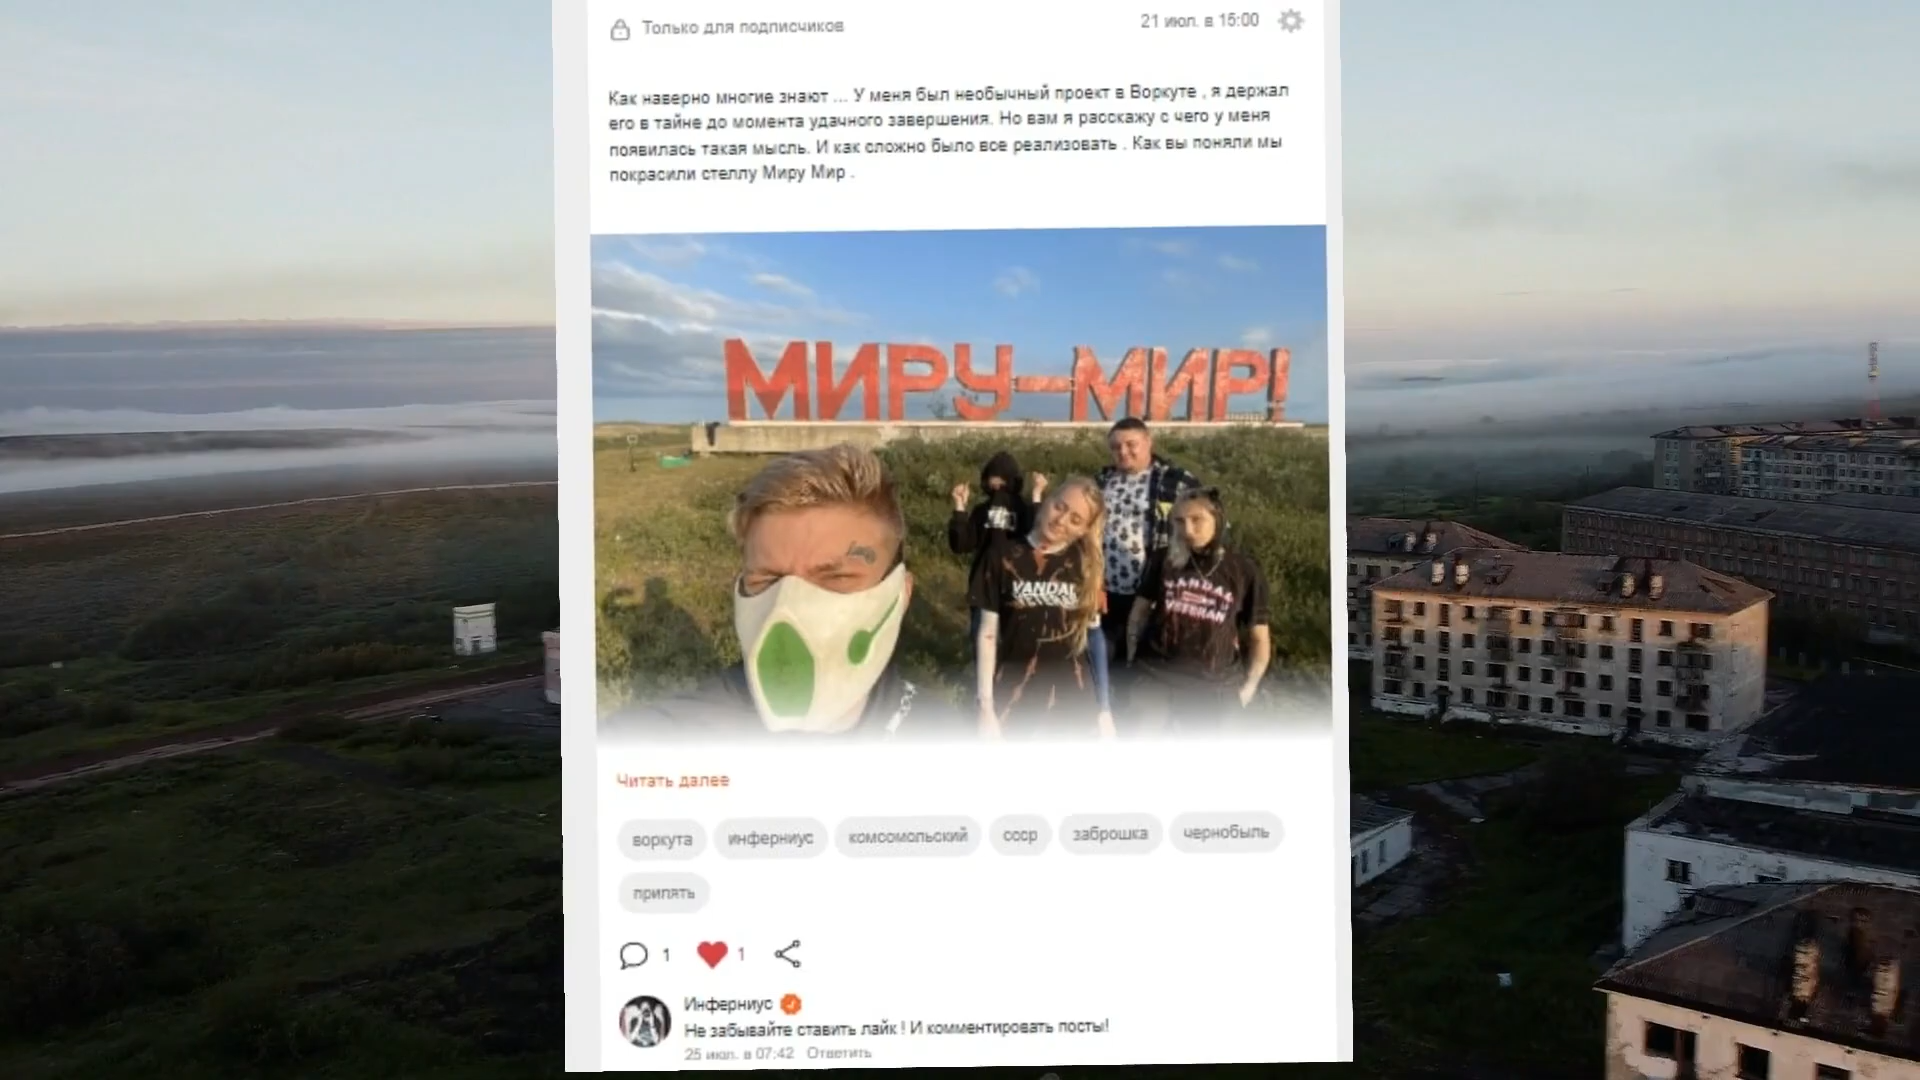 Только для подписчиков
21 июл. в 15:00
Как наверно многие знают ... У меня был необычный проект в Воркуте , я держал
его в тайне до момента удачного завершения. Но вам я расскажу с чего у меня
появилась такая мысль. И как сложно было все реализовать . Как вы поняли мы
покрасили стеллу Миру Мир .
МИРУ-МИР!
VANDAL
VETERAN
VANDAL
VETERAN
Читать далее
воркута инферниус комсомольский ссср заброшка чернобыль
припять
1 1
Инферниус
Не забывайте ставить лайк ! И комментировать посты!
25 июл. в 07:42 Ответить